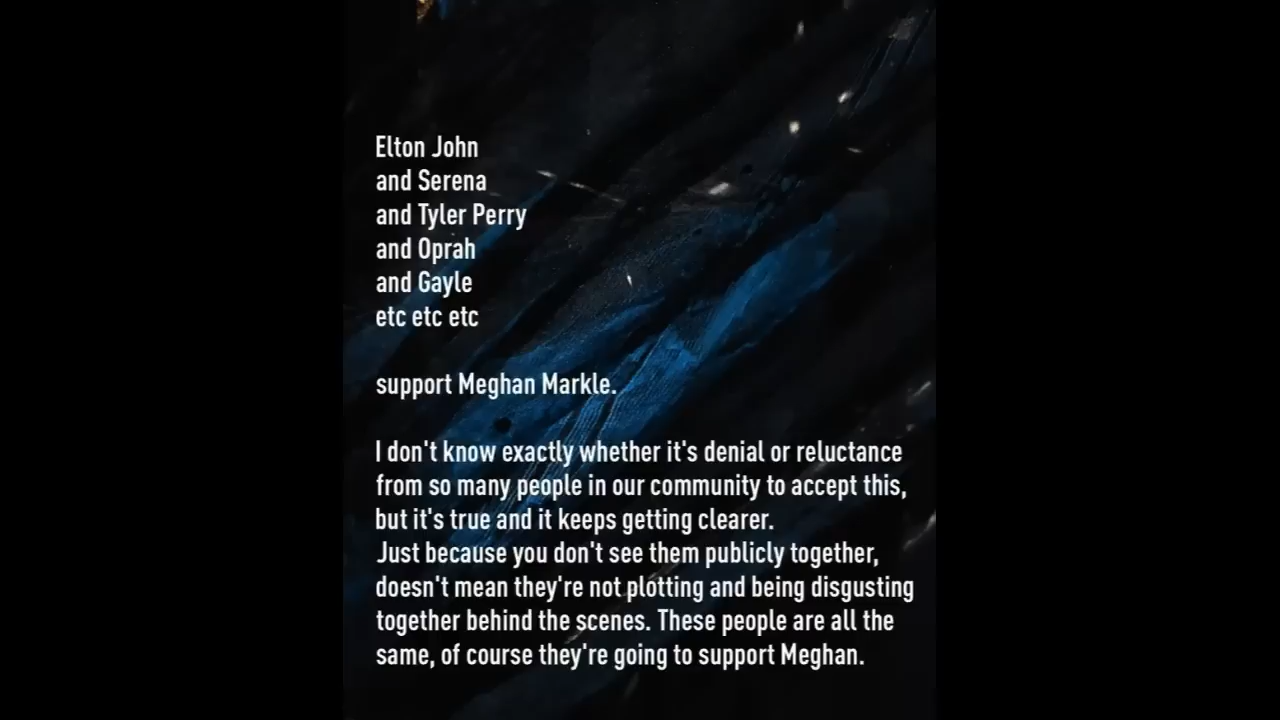 Elton John
and Serena
and Tyler Perry
and Oprah
and Gayle
etc etc etc
support Meghan Markle.
I don't know exactly whether it's denial or reluctance
from so many people in our community to accept this,
but it's true and it keeps getting clearer.
Just because you don't see them publicly together,
doesn't mean they're not plotting and being disgusting
together behind the scenes. These people are all the
same, of course they're going to support Meghan.